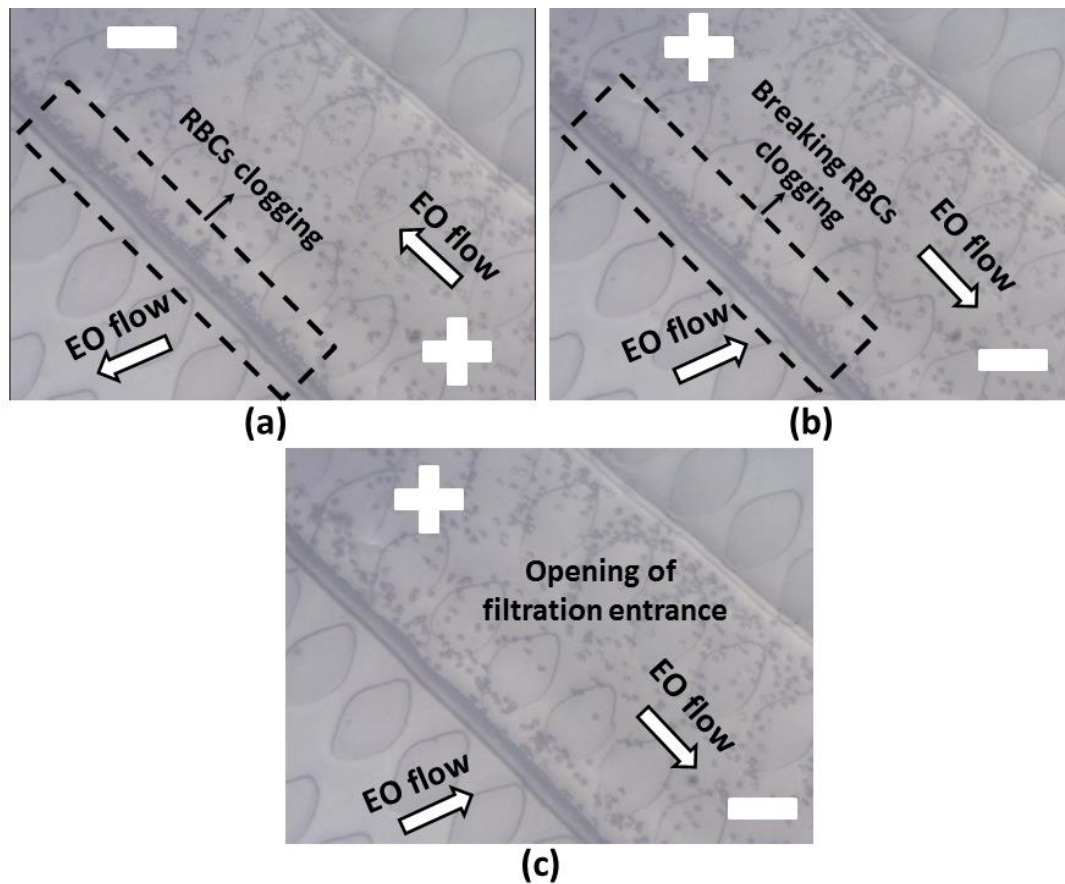 RBCs clogging
EO flow
EO flow
(a)
Breaking RBCs
clogging
EO flow
EO flow
(b)
Opening of
filtration entrance
EO flow
EO flow
(c)